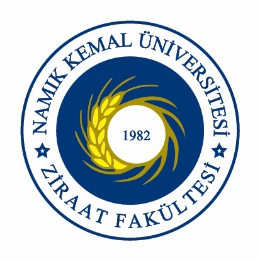 NAMIK KEMAL ÜNİVERSİTESİ
1982
ZİRAAT FAKÜLTESİ